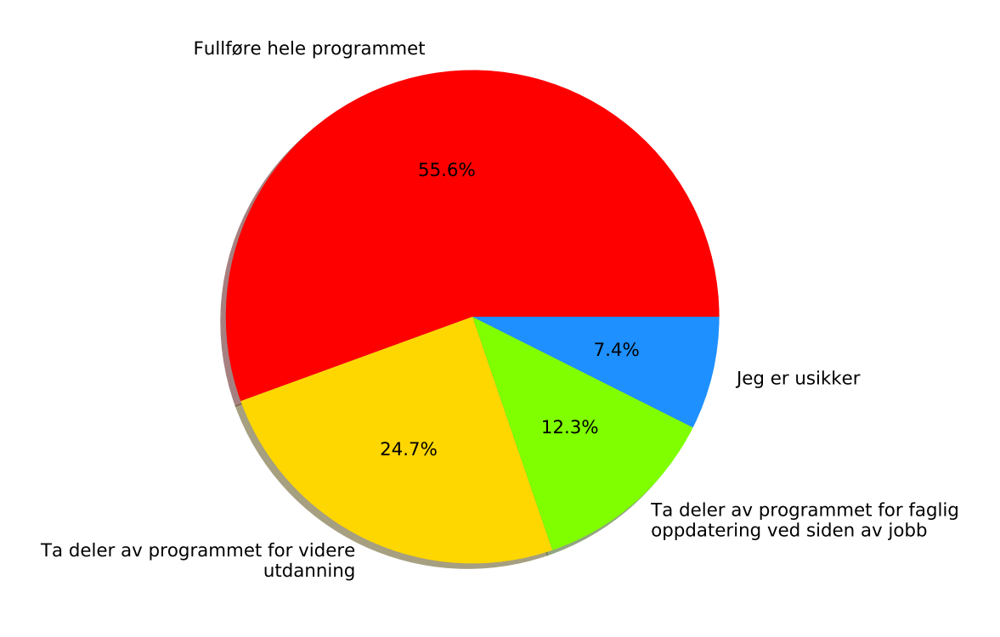 Fullføre hele programmet
55.6%
7.4%
Jeg er usikker
12.3%
24.7%
Ta deler av programmet for faglig
oppdatering ved siden av jobb
Ta deler av programmet for videre
utdanning